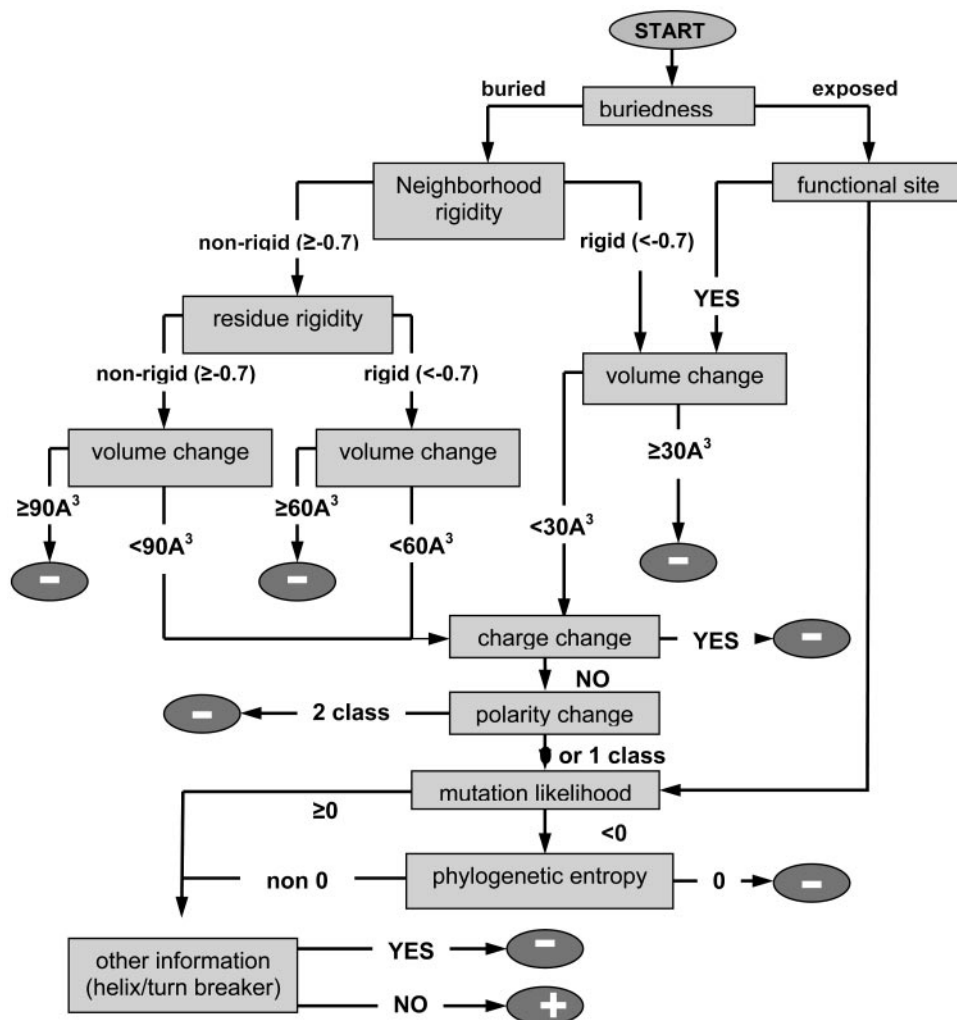 START
buried
exposed
buriedness
Neighborhood
rigidity
functional site
non-rigid (≥-0.7)
rigid (<-0.7)
YES
residue rigidity
non-rigid (≥-0.7)
rigid (<-0.7)
volume change
volume change
volume change
≥30A³
≥90A³
<90A³
≥60A³
<60A³
<30A³
-
-
-
charge change
YES
-
NO
-
2 class
polarity change
or 1 class
mutation likelihood
≥0
<0
non 0
phylogenetic entropy
0
-
other information
(helix/turn breaker)
YES
-
NO
+